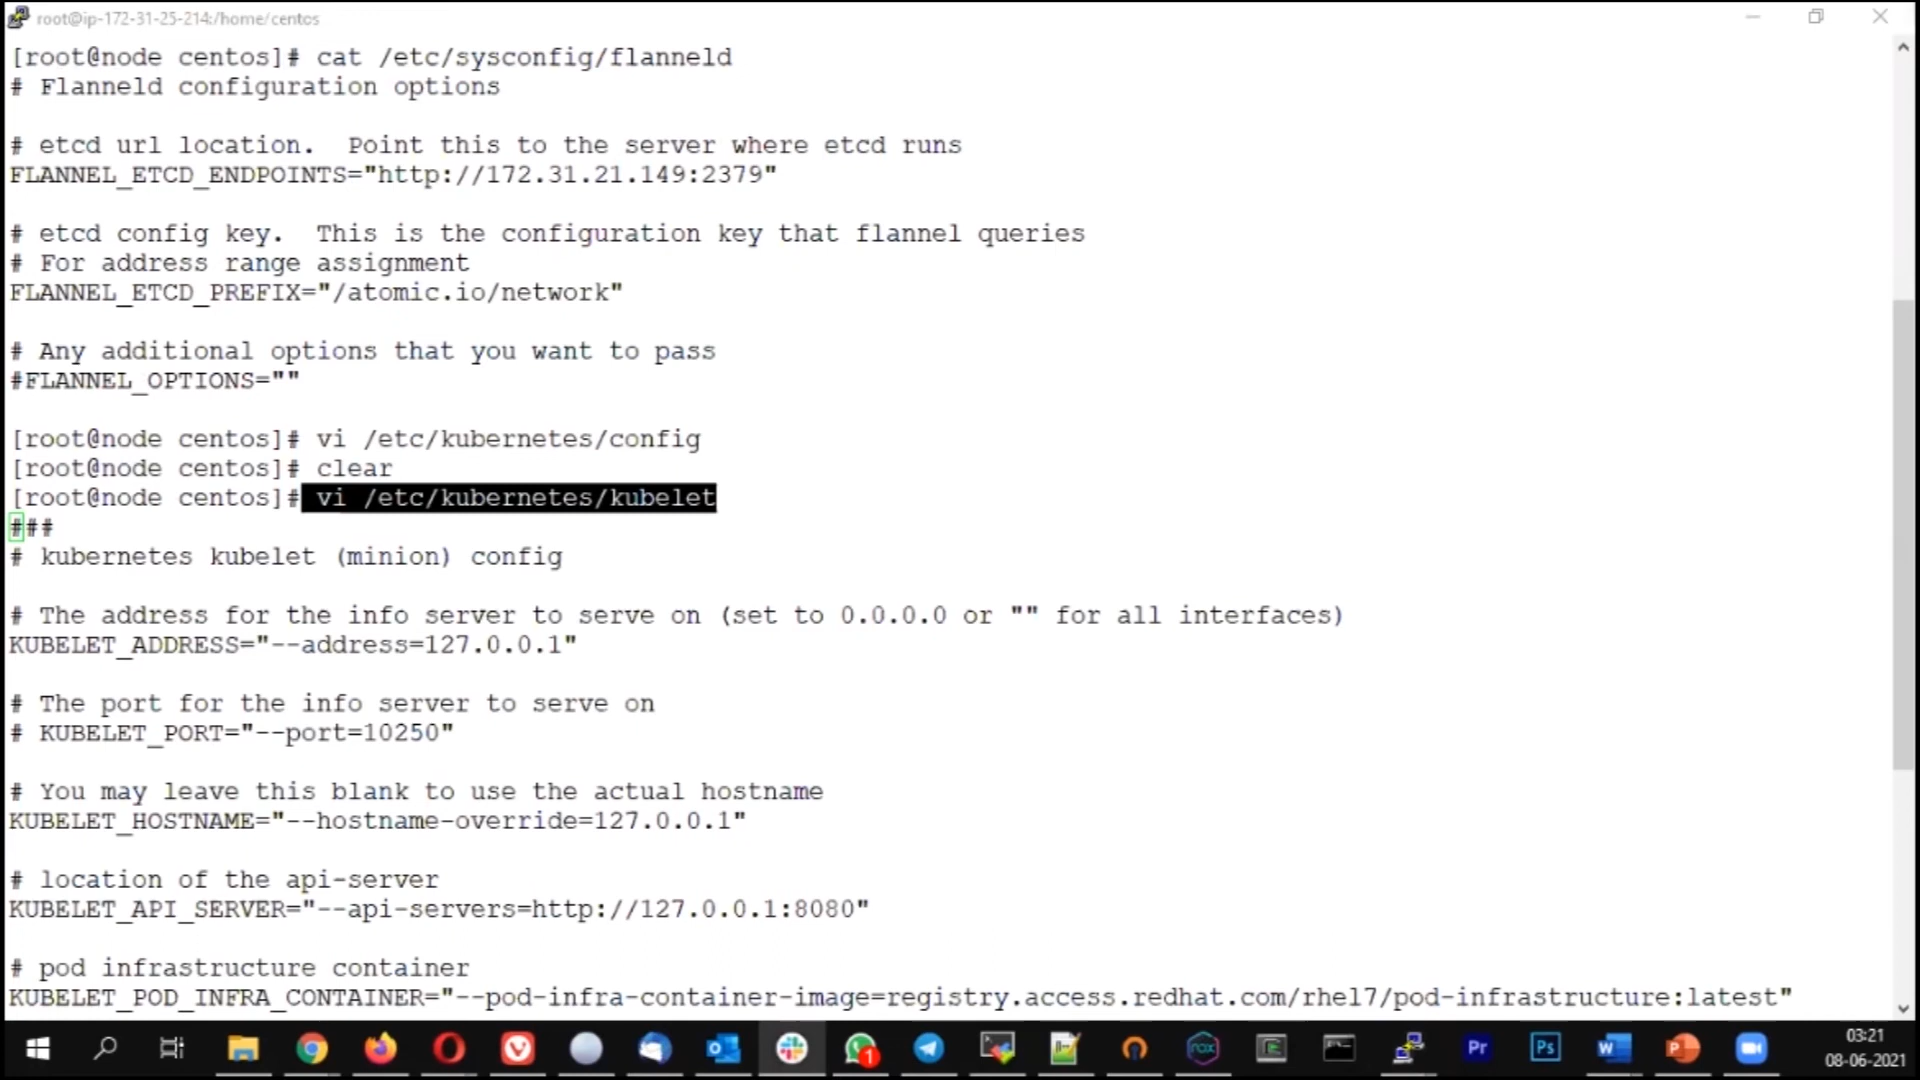 root@ip-172-31-25-214:/home/centos
[root@node centos]# cat /etc/sysconfig/flanneld
# Flanneld configuration options
# etcd url location.  Point this to the server where etcd runs
FLANNEL_ETCD_ENDPOINTS="http://172.31.21.149:2379"
# etcd config key.  This is the configuration key that flannel queries
# For address range assignment
FLANNEL_ETCD_PREFIX="/atomic.io/network"
# Any additional options that you want to pass
#FLANNEL_OPTIONS=""
[root@node centos]# vi /etc/kubernetes/config
[root@node centos]# clear
[root@node centos]# vi /etc/kubernetes/kubelet
###
# kubernetes kubelet (minion) config
# The address for the info server to serve on (set to 0.0.0.0 or "" for all interfaces)
KUBELET_ADDRESS="--address=127.0.0.1"
# The port for the info server to serve on
# KUBELET_PORT="--port=10250"
# You may leave this blank to use the actual hostname
KUBELET_HOSTNAME="--hostname-override=127.0.0.1"
# location of the api-server
KUBELET_API_SERVER="--api-servers=http://127.0.0.1:8080"
# pod infrastructure container
KUBELET_POD_INFRA_CONTAINER="--pod-infra-container-image=registry.access.redhat.com/rhel7/pod-infrastructure:latest"
1
nox
Pr
Ps
W
P
03:21
08-06-2021